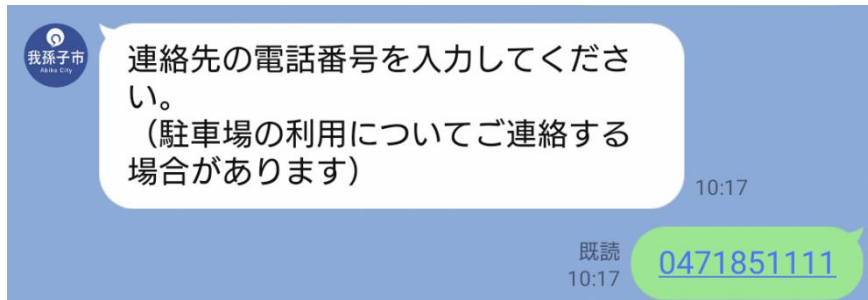 我孫子市
Abiko City
連絡先の電話番号を入力してくださ
い。
（駐車場の利用についてご連絡する
場合があります）
10:17
既読
10:17
0471851111